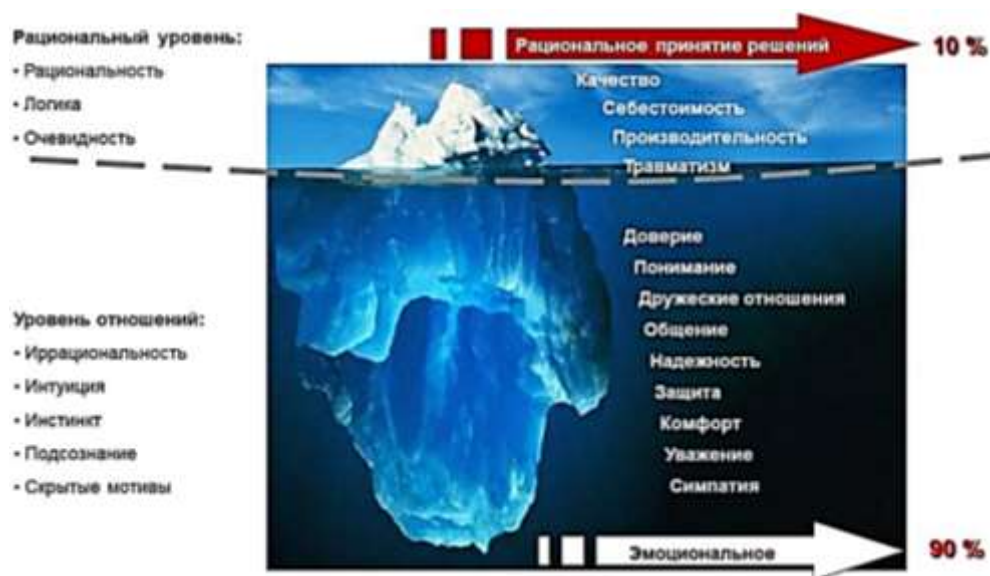 Рациональный уровень:
• Рациональность
• Логика
• Очевидность
Рациональное принятие решений
10 %
Качество
Себестоимость
Производительность
Травматизм
Уровень отношений:
• Иррациональность
• Интуиция
• Инстинкт
• Подсознание
• Скрытые мотивы
Доверие
Понимание
Дружеские отношения
Общение
Надежность
Защита
Комфорт
Уважение
Симпатия
Эмоциональное
90 %